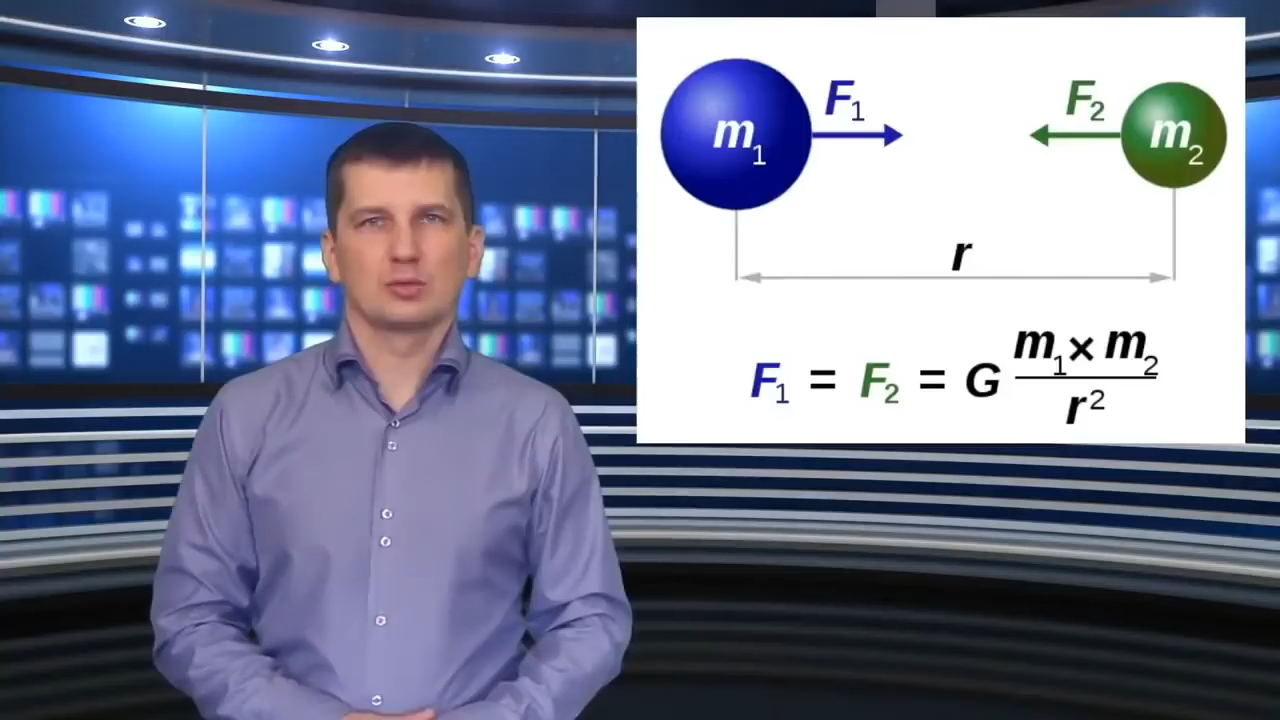 F₁ F₂
m₁ m₂
r
F₁ = F₂ = G m₁ × m₂ / r²